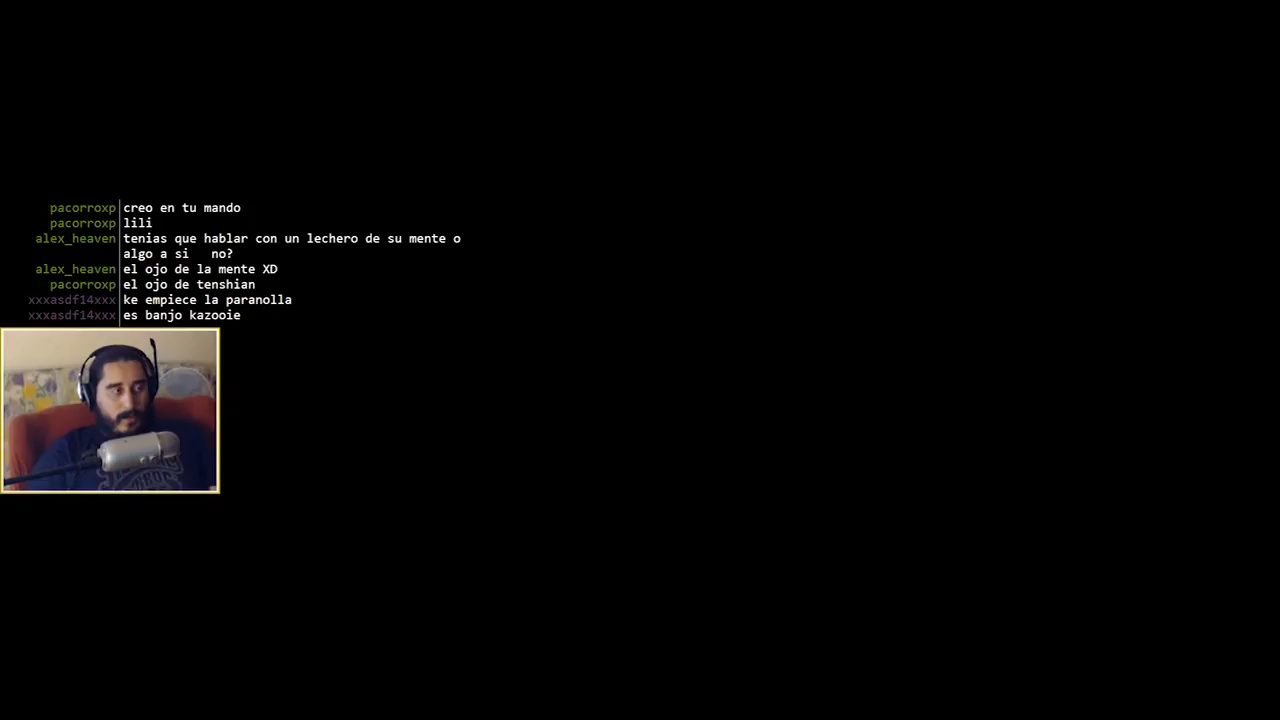 pacorroxp creo en tu mando
pacorroxp lili
alex_heaven tenias que hablar con un lechero de su mente o
algo a si no?
alex_heaven el ojo de la mente XD
pacorroxp el ojo de tenshian
xxxasdf14xxx ke empiece la paranolla
xxxasdf14xxx es banjo kazooie